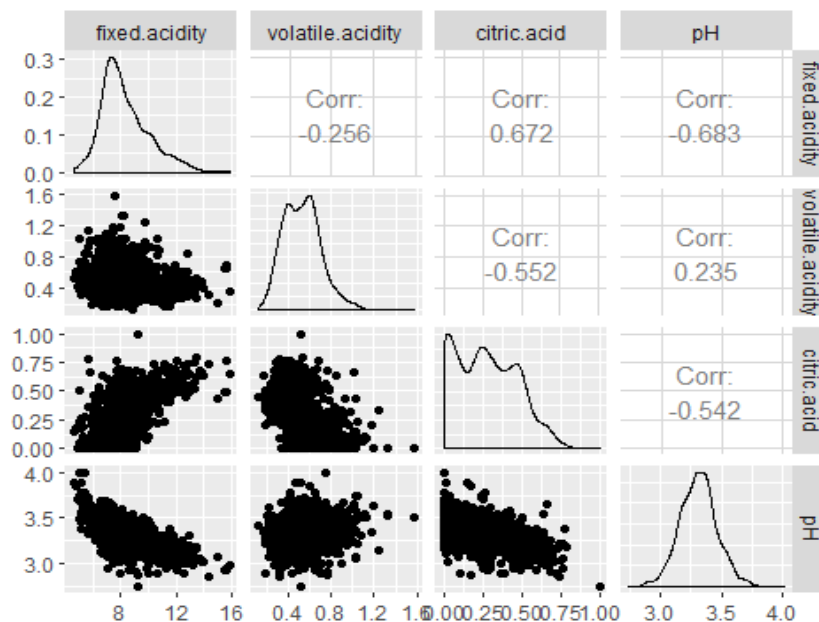 fixed.acidity volatile.acidity citric.acid pH
0.3
0.2
0.1
0.0
Corr:
-0.256
Corr:
0.672
Corr:
-0.683
fixed.acidity
1.6
1.2
0.8
0.4
Corr:
-0.552
Corr:
0.235
volatile.acidity
1.00
0.75
0.50
0.25
0.00
Corr:
-0.542
citric.acid
4.0
3.5
3.0
pH
8 12 16 0.4 0.8 1.2 1.6 0.00 0.25 0.50 0.75 1.00 3.0 3.5 4.0